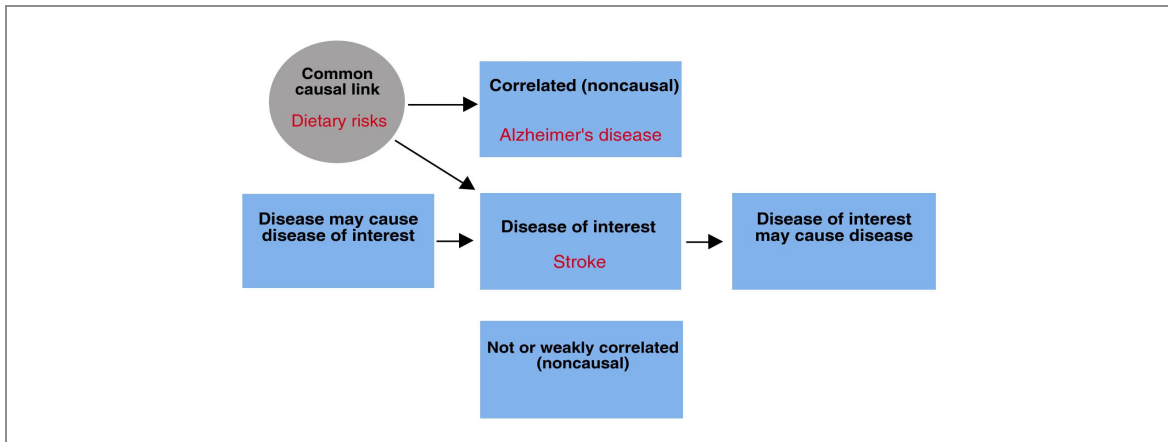 Common
causal link
Dietary risks
Correlated (noncausal)
Alzheimer's disease
Disease may cause
disease of interest
Disease of interest
Stroke
Disease of interest
may cause disease
Not or weakly correlated
(noncausal)